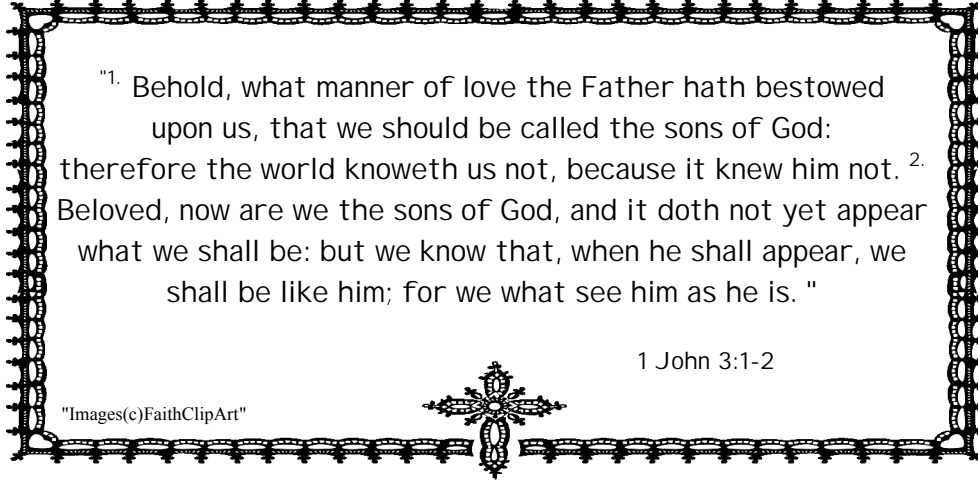 "1. Behold, what manner of love the Father hath bestowed
upon us, that we should be called the sons of God:
therefore the world knoweth us not, because it knew him not. 2.
Beloved, now are we the sons of God, and it doth not yet appear
what we shall be: but we know that, when he shall appear, we
shall be like him; for we what see him as he is. "
1 John 3:1-2
"Images(c)FaithClipArt"